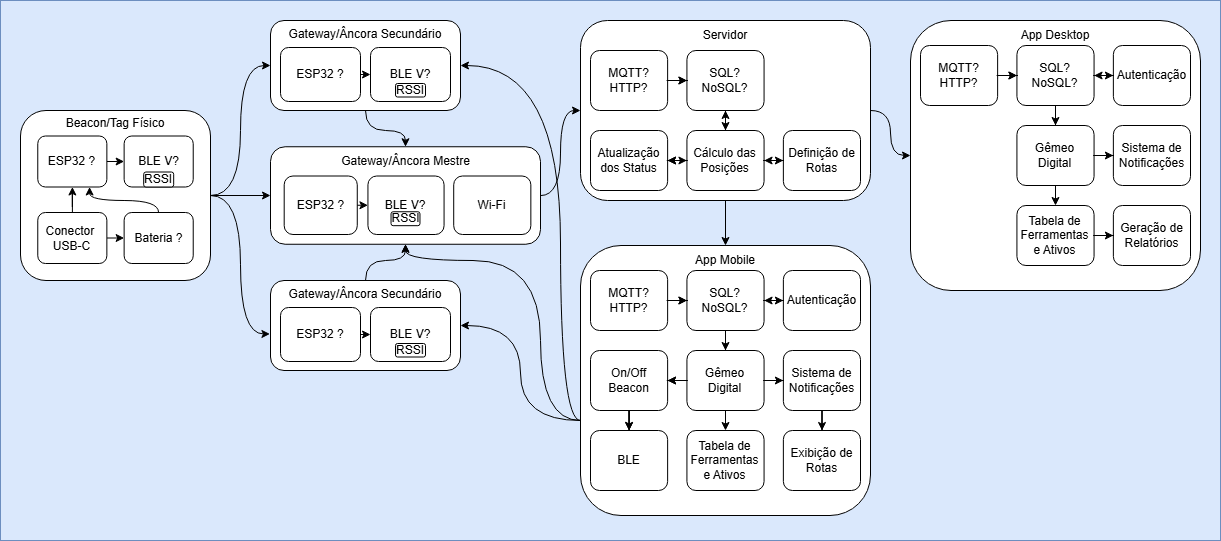 Beacon/Tag Físico
ESP32 ?
BLE V?
RSSI
Conector
USB-C
Bateria ?
Gateway/Âncora Secundário
ESP32 ?
BLE V?
RSSI
Gateway/Âncora Mestre
ESP32 ?
BLE V?
RSSI
Wi-Fi
Gateway/Âncora Secundário
ESP32 ?
BLE V?
RSSI
Servidor
MQTT?
HTTP?
SQL?
NoSQL?
Atualização
dos Status
Cálculo das
Posições
Definição de
Rotas
App Mobile
MQTT?
HTTP?
SQL?
NoSQL?
Autenticação
On/Off
Beacon
Gêmeo
Digital
Sistema de
Notificações
BLE
Tabela de
Ferramentas
e Ativos
Exibição de
Rotas
App Desktop
MQTT?
HTTP?
SQL?
NoSQL?
Autenticação
Gêmeo
Digital
Sistema de
Notificações
Tabela de
Ferramentas
e Ativos
Geração de
Relatórios